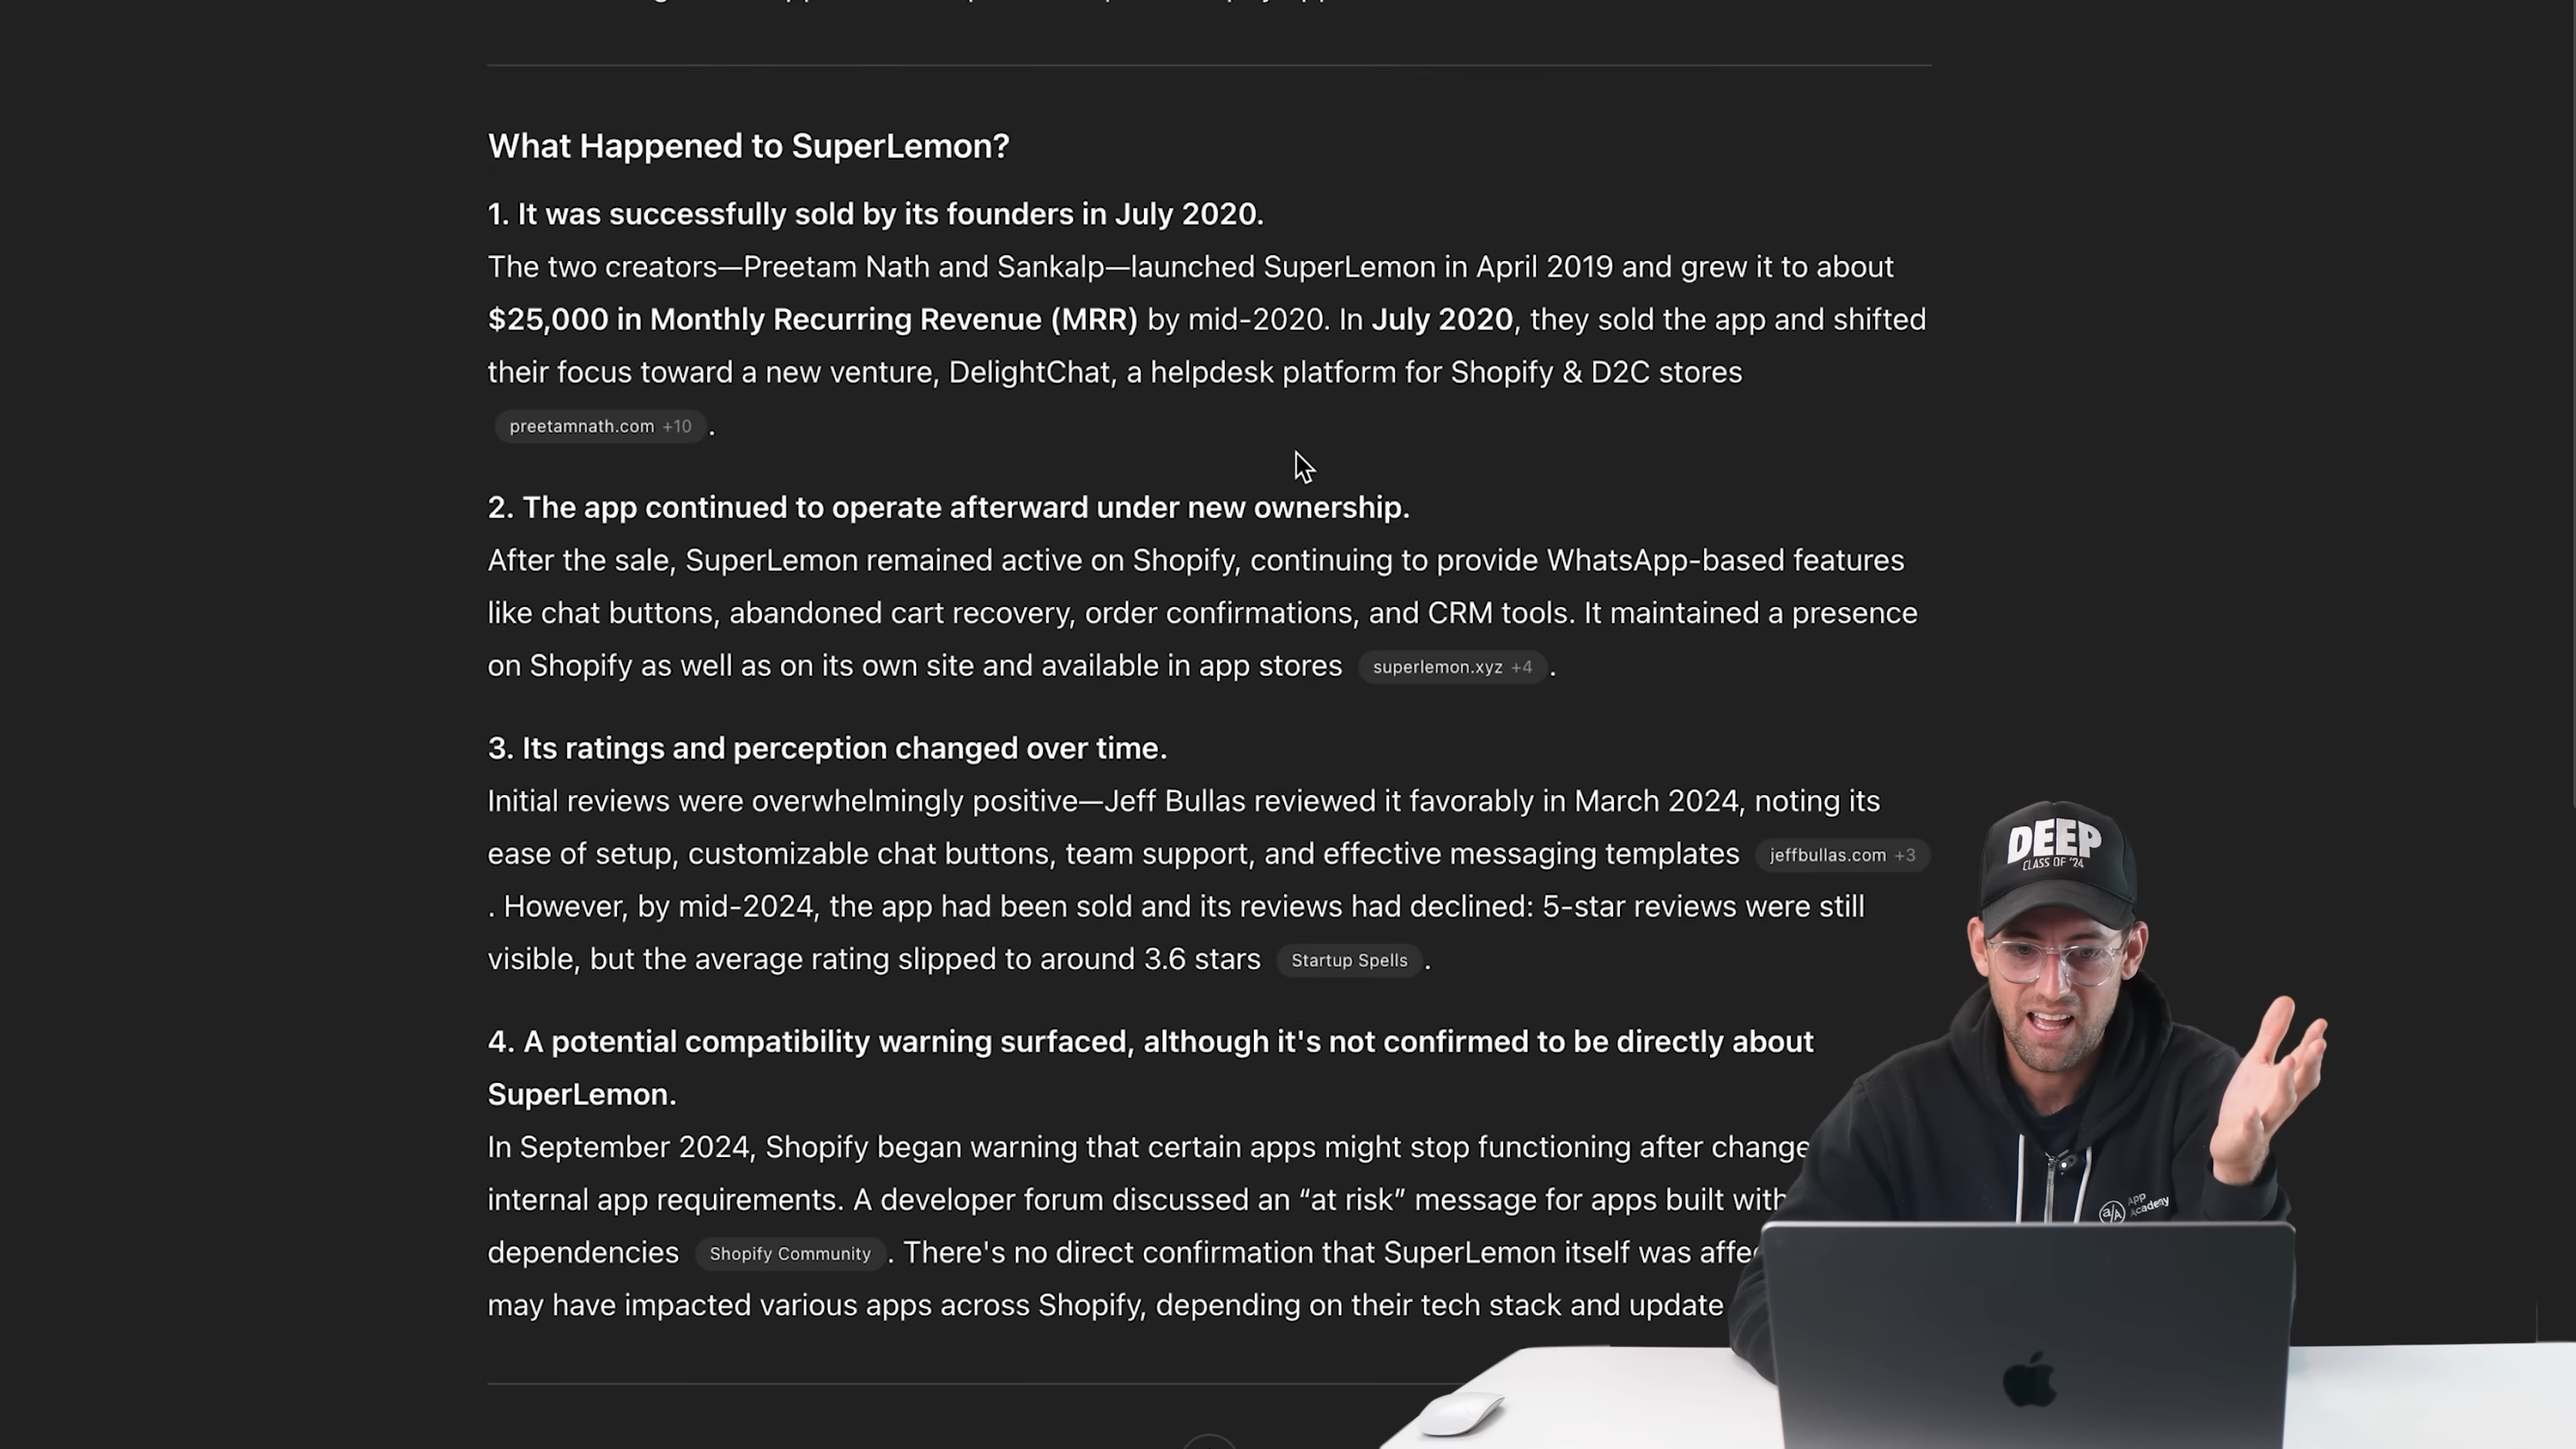 What Happened to SuperLemon?
1. It was successfully sold by its founders in July 2020.
The two creators—Preetam Nath and Sankalp—launched SuperLemon in April 2019 and grew it to about
$25,000 in Monthly Recurring Revenue (MRR) by mid-2020. In July 2020, they sold the app and shifted
their focus toward a new venture, DelightChat, a helpdesk platform for Shopify & D2C stores
preetamnath.com +10 .
2. The app continued to operate afterward under new ownership.
After the sale, SuperLemon remained active on Shopify, continuing to provide WhatsApp-based features
like chat buttons, abandoned cart recovery, order confirmations, and CRM tools. It maintained a presence
on Shopify as well as on its own site and available in app stores superlemon.xyz +4 .
3. Its ratings and perception changed over time.
Initial reviews were overwhelmingly positive—Jeff Bullas reviewed it favorably in March 2024, noting its
ease of setup, customizable chat buttons, team support, and effective messaging templates jeffbullas.com +3
. However, by mid-2024, the app had been sold and its reviews had declined: 5-star reviews were still
visible, but the average rating slipped to around 3.6 stars Startup Spells .
4. A potential compatibility warning surfaced, although it's not confirmed to be directly about
SuperLemon.
In September 2024, Shopify began warning that certain apps might stop functioning after change
internal app requirements. A developer forum discussed an “at risk” message for apps built with
dependencies Shopify Community . There's no direct confirmation that SuperLemon itself was
may have impacted various apps across Shopify, depending on their tech stack and update
DEEP
CLASS OF '24
a/A App
Academy